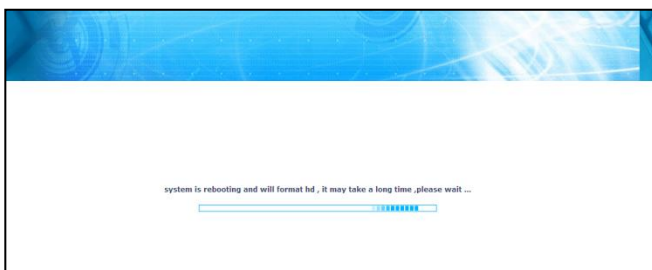 system is rebooting and will format hd , it may take a long time ,please wait ...